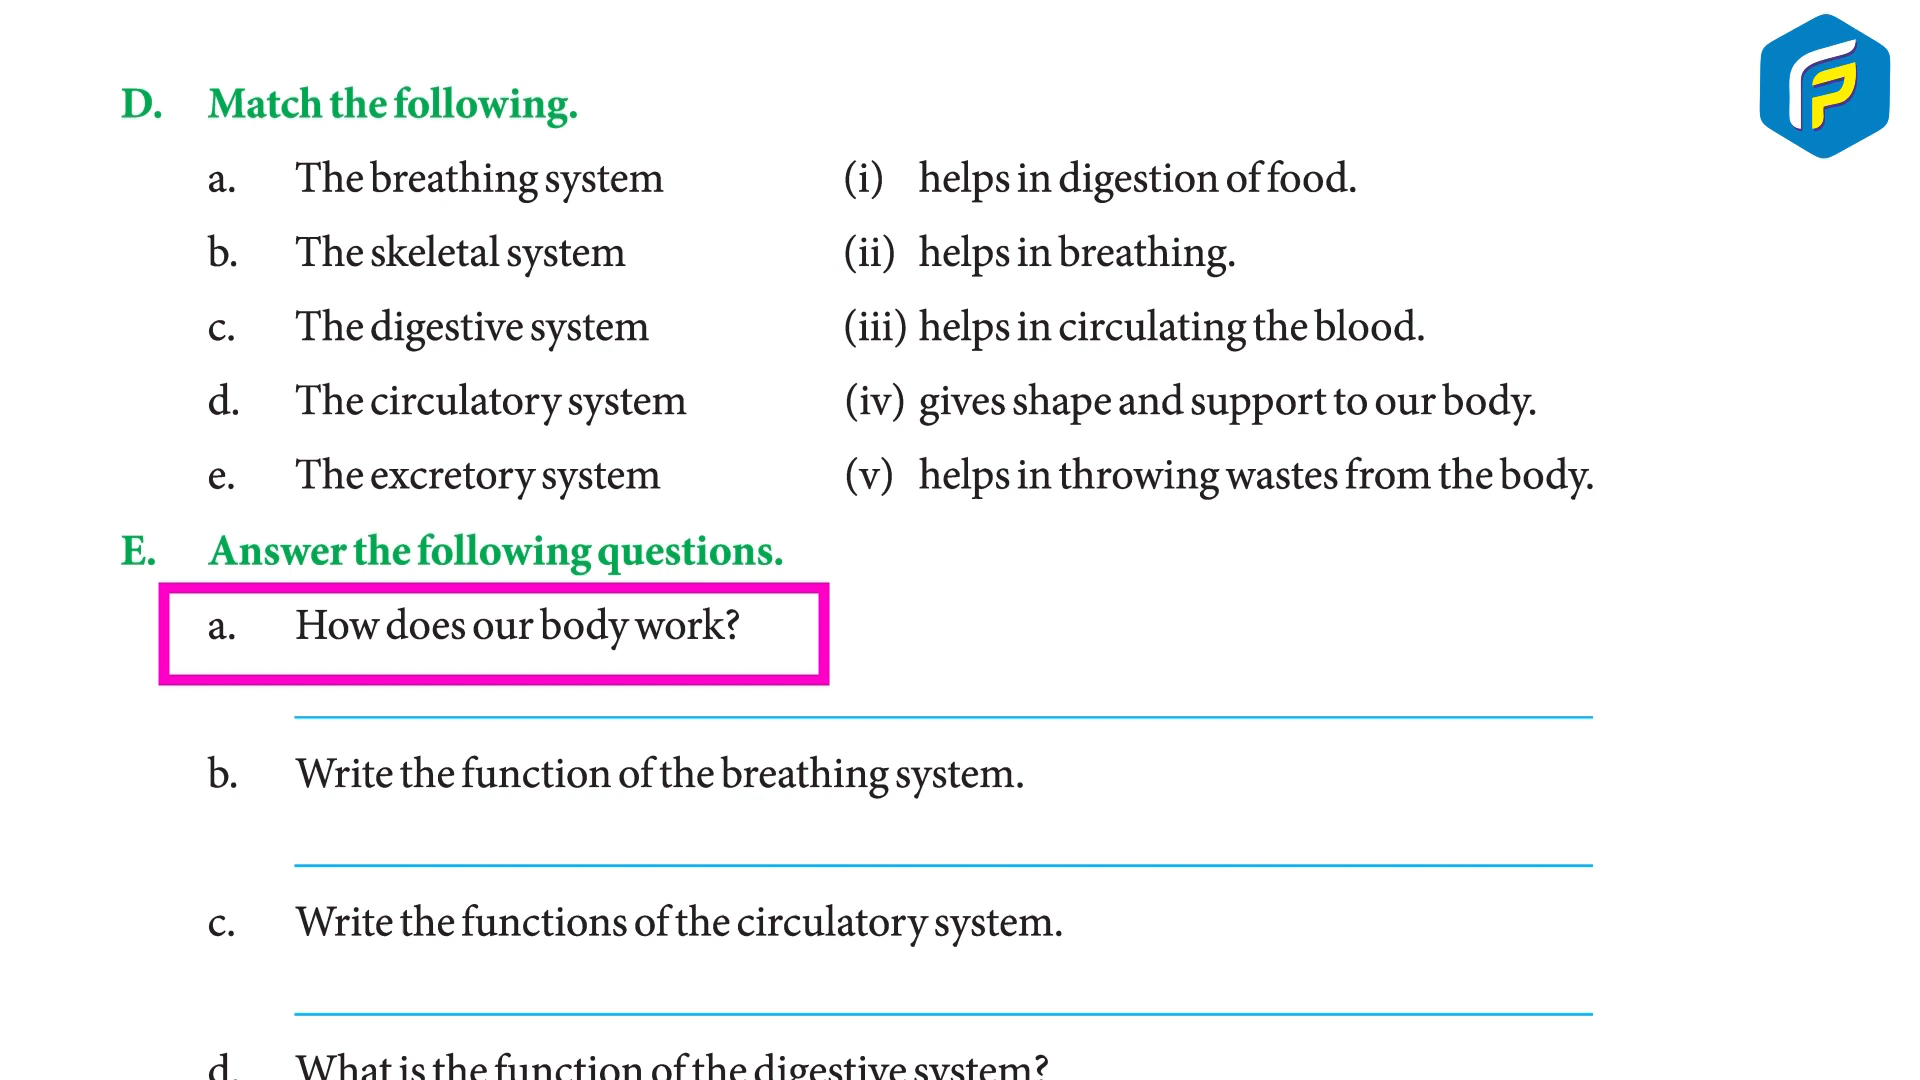 D. Match the following.
a. The breathing system (i) helps in digestion of food.
b. The skeletal system (ii) helps in breathing.
c. The digestive system (iii) helps in circulating the blood.
d. The circulatory system (iv) gives shape and support to our body.
e. The excretory system (v) helps in throwing wastes from the body.
E. Answer the following questions.
a. How does our body work?
b. Write the function of the breathing system.
c. Write the functions of the circulatory system.
d. What is the function of the digestive system?